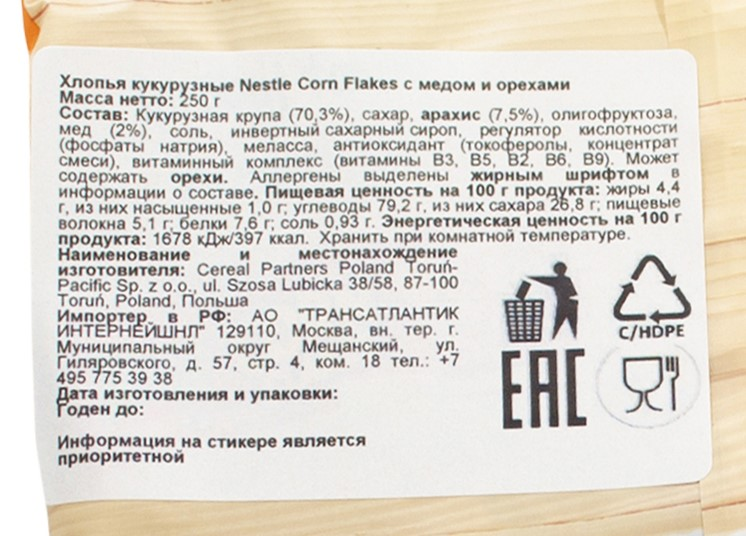 Хлопья кукурузные Nestle Corn Flakes с медом и орехами
Масса нетто: 250 г
Состав: Кукурузная крупа (70,3%), сахар, арахис (7,5%), олигофруктоза,
мед (2%), соль, инвертный сахарный сироп, регулятор кислотности
(фосфаты натрия), меласса, антиоксидант (токоферолы, концентрат
смеси), витаминный комплекс (витамины B3, B5, B2, B6, B9). Может
содержать орехи. Аллергены выделены жирным шрифтом в
информации о составе. Пищевая ценность на 100 г продукта: жиры 4,4
г, из них насыщенные 1,0 г; углеводы 79,2 г, из них сахара 26,8 г; пищевые
волокна 5,1 г; белки 7,6 г; соль 0,93 г. Энергетическая ценность на 100 г
продукта: 1678 кДж/397 ккал. Хранить при комнатной температуре.
Наименование и местонахождение
изготовителя: Cereal Partners Poland Toruń-
Pacific Sp. z o.o., ul. Szosa Lubicka 38/58, 87-100
Toruń, Poland, Польша
Импортер в РФ: АО "ТРАНСАТЛАНТИК
ИНТЕРНЕЙШНЛ" 129110, Москва, вн. тер. г.
Муниципальный округ Мещанский, ул.
Гиляровского, д. 57, стр. 4, ком. 18 тел.: +7
495 775 39 38
Дата изготовления и упаковки:
Годен до:
Информация на стикере является
приоритетной
C/HDPE
EAC